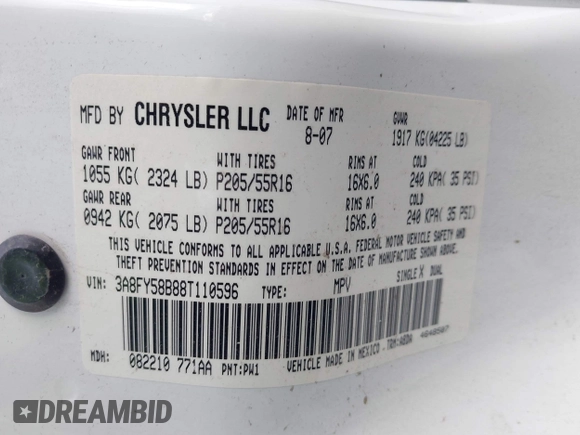 MFD BY CHRYSLER LLC DATE OF MFR 8-07 GVWR 1917 KG(04225 LB)
GAWR FRONT WITH TIRES RIMS AT COLD
1055 KG( 2324 LB) P205/55R16 16X6.0 240 KPA( 35 PSI)
GAWR REAR WITH TIRES RIMS AT COLD
0942 KG( 2075 LB) P205/55R16 16X6.0 240 KPA( 35 PSI)
THIS VEHICLE CONFORMS TO ALL APPLICABLE U.S.A. FEDERAL MOTOR VEHICLE SAFETY AND
THEFT PREVENTION STANDARDS IN EFFECT ON THE DATE OF MANUFACTURE SHOWN ABOVE.
VIN: 3A8FY58B88T110596 TYPE: MPV SINGLE X DUAL
MDH: 082210 771AA PNT:PW1 VEHICLE MADE IN MEXICO
DREAMBID